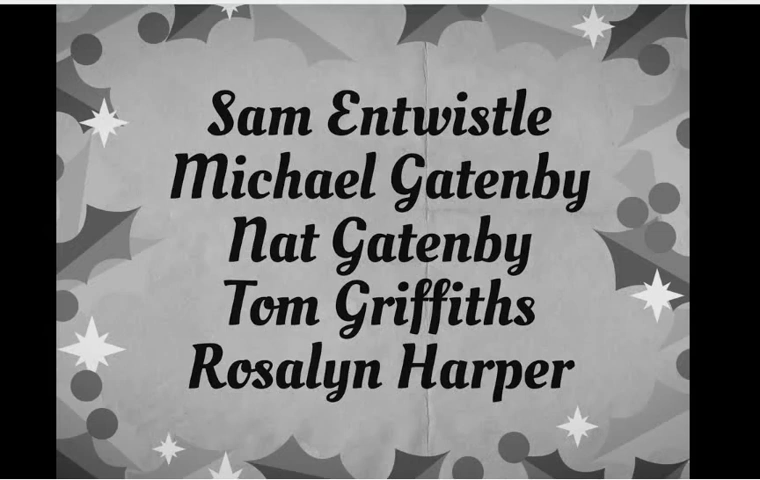 Sam Entwistle
Michael Gatenby
Nat Gatenby
Tom Griffiths
Rosalyn Harper